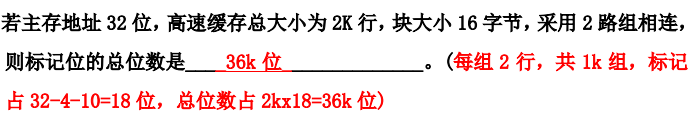 若主存地址 32 位，高速缓存总大小为 2K 行，块大小 16 字节，采用 2 路组相连，
则标记位的总位数是____36k 位______________。(每组 2 行，共 1k 组，标记
占 32-4-10=18 位，总位数占 2kx18=36k 位)